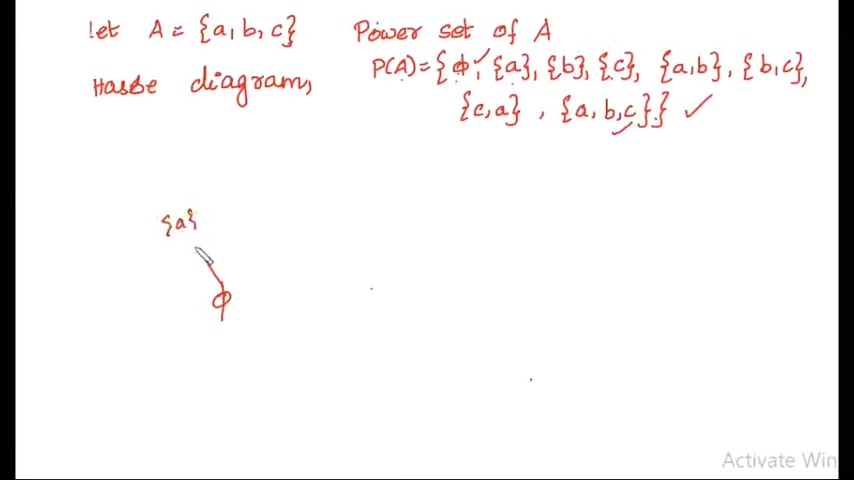 let A = {a, b, c} Power set of A
Hasse diagram, P(A) = { ϕ, {a}, {b}, {c}, {a,b}, {b,c},
{c,a} , {a, b, c} }
{a}
ϕ
Activate Win